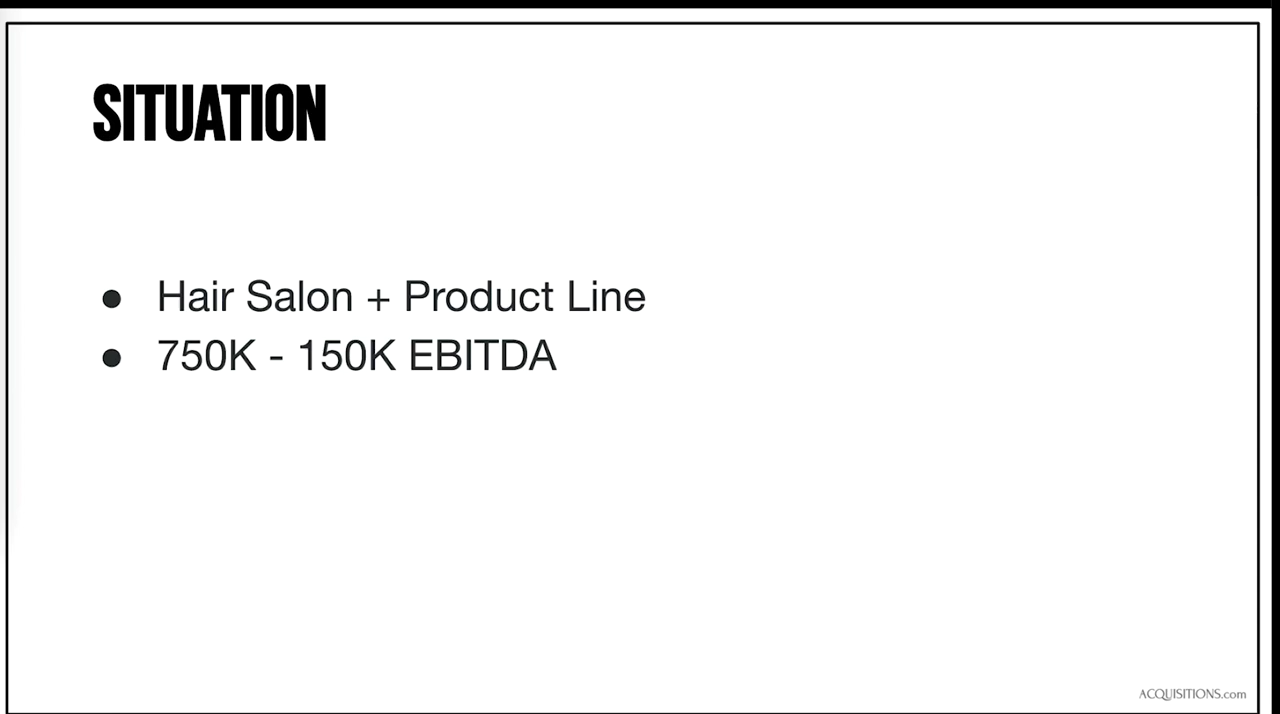 SITUATION
● Hair Salon + Product Line
● 750K - 150K EBITDA
ACQUISITIONS.com